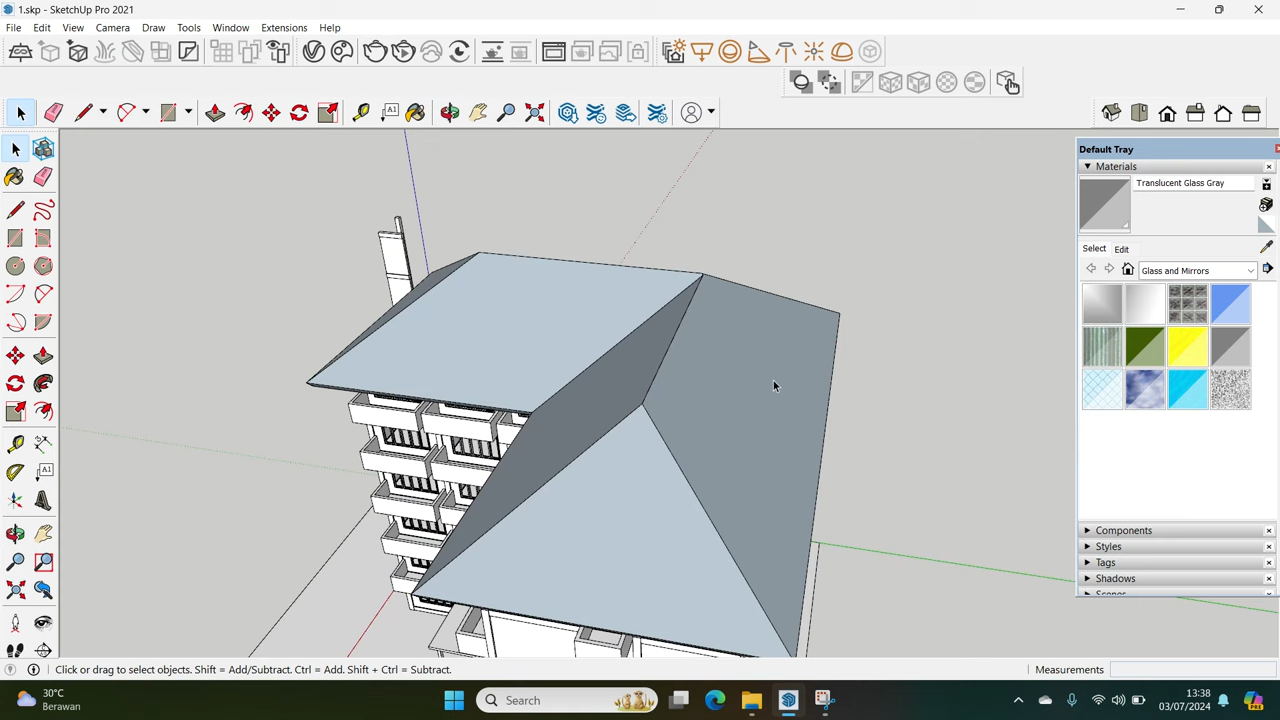 1.skp - SketchUp Pro 2021
File Edit View Camera Draw Tools Window Extensions Help
A1
Default Tray
Materials
Translucent Glass Gray
Select Edit
Glass and Mirrors
A1
Components
Styles
Tags
Shadows
Click or drag to select objects. Shift = Add/Subtract. Ctrl = Add. Shift + Ctrl = Subtract.
Measurements
30°C
Berawan
Search
13:38
03/07/2024